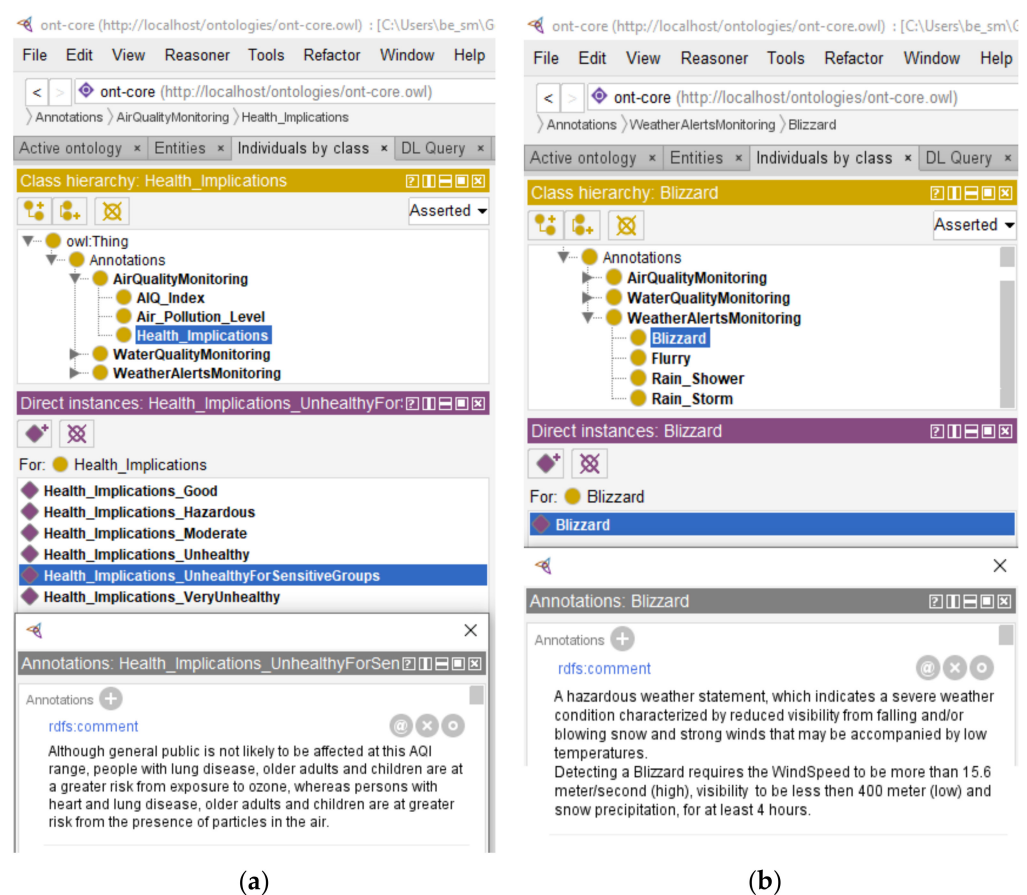 ont-core (http://localhost/ontologies/ont-core.owl) : [C:\Users\be_sm\G
File Edit View Reasoner Tools Refactor Window Help
< > ont-core (http://localhost/ontologies/ont-core.owl)
Annotations AirQualityMonitoring Health_Implications
Active ontology × Entities × Individuals by class × DL Query ×
Class hierarchy: Health_Implications
Asserted
owl:Thing
Annotations
AirQualityMonitoring
AIQ_Index
Air_Pollution_Level
Health_Implications
WaterQualityMonitoring
WeatherAlertsMonitoring
Direct instances: Health_Implications_UnhealthyFor
For: Health_Implications
Health_Implications_Good
Health_Implications_Hazardous
Health_Implications_Moderate
Health_Implications_Unhealthy
Health_Implications_UnhealthyForSensitiveGroups
Health_Implications_VeryUnhealthy
Annotations: Health_Implications_UnhealthyForSen
Annotations
rdfs:comment
Although general public is not likely to be affected at this AQI
range, people with lung disease, older adults and children are at
a greater risk from exposure to ozone, whereas persons with
heart and lung disease, older adults and children are at greater
risk from the presence of particles in the air.
(a)
ont-core (http://localhost/ontologies/ont-core.owl) : [C:\Users\be_sm\G
File Edit View Reasoner Tools Refactor Window Help
< > ont-core (http://localhost/ontologies/ont-core.owl)
Annotations WeatherAlertsMonitoring Blizzard
Active ontology × Entities × Individuals by class × DL Query ×
Class hierarchy: Blizzard
Asserted
Annotations
AirQualityMonitoring
WaterQualityMonitoring
WeatherAlertsMonitoring
Blizzard
Flurry
Rain_Shower
Rain_Storm
Direct instances: Blizzard
For: Blizzard
Blizzard
Annotations: Blizzard
Annotations
rdfs:comment
A hazardous weather statement, which indicates a severe weather
condition characterized by reduced visibility from falling and/or
blowing snow and strong winds that may be accompanied by low
temperatures.
Detecting a Blizzard requires the WindSpeed to be more than 15.6
meter/second (high), visibility to be less then 400 meter (low) and
snow precipitation, for at least 4 hours.
(b)